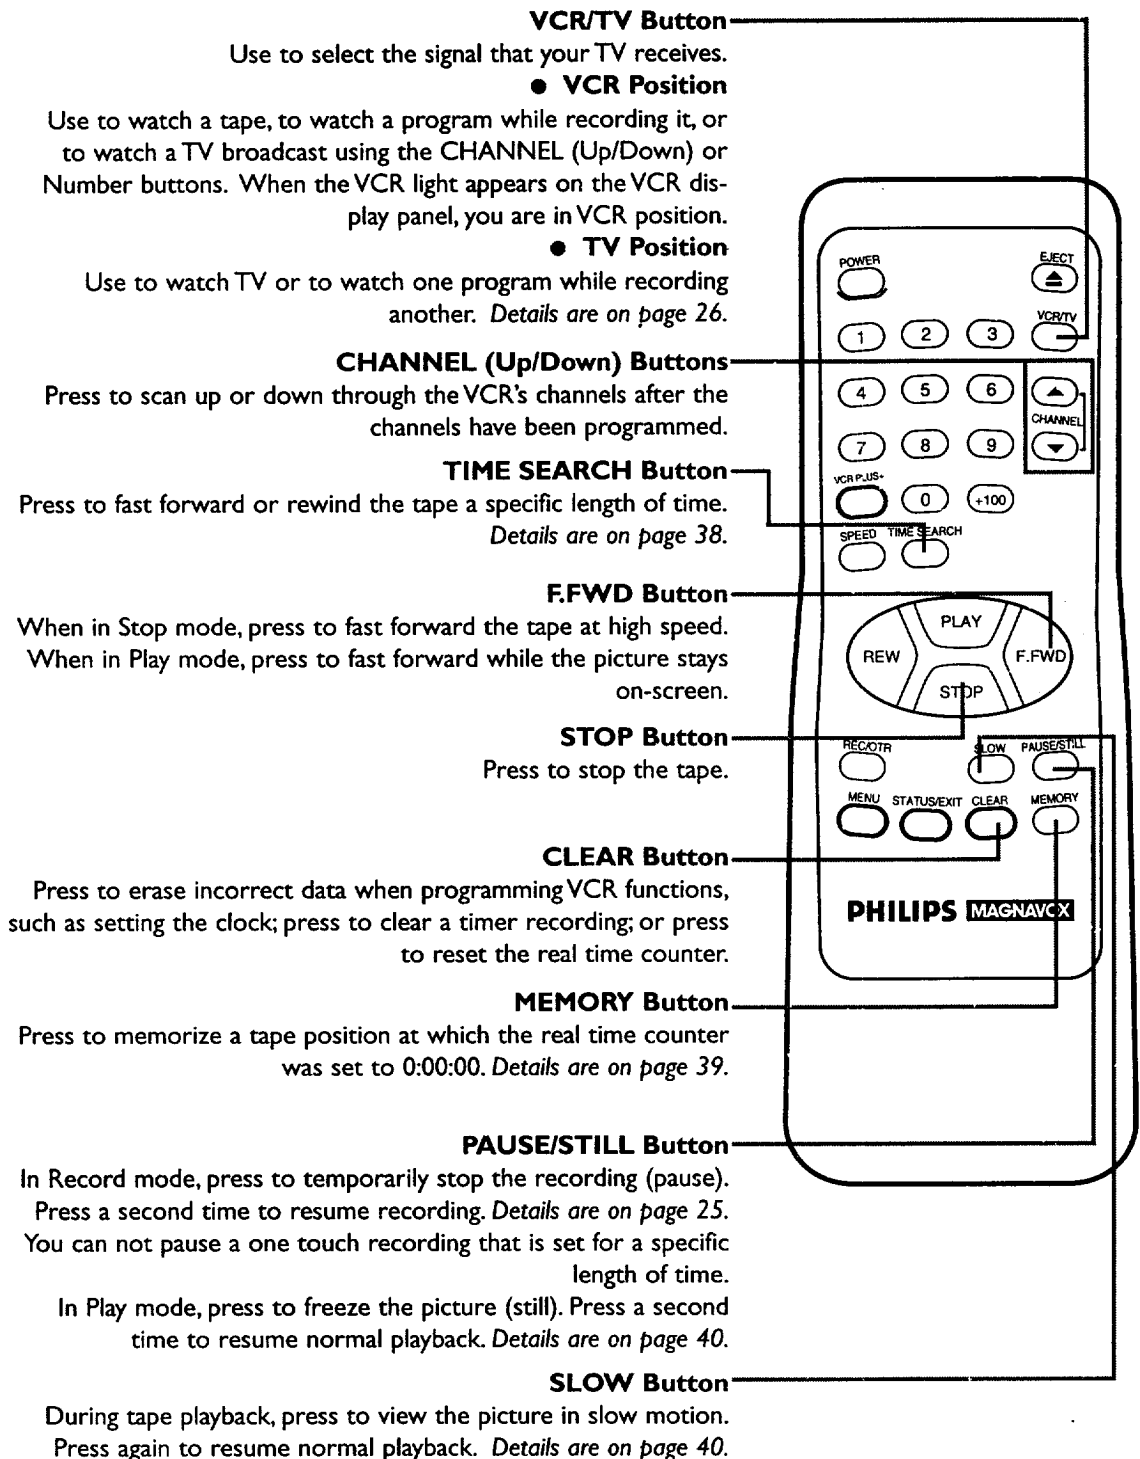 VCR/TV Button
Use to select the signal that your TV receives.
● VCR Position
Use to watch a tape, to watch a program while recording it, or
to watch a TV broadcast using the CHANNEL (Up/Down) or
Number buttons. When the VCR light appears on the VCR dis-
play panel, you are in VCR position.
● TV Position
Use to watch TV or to watch one program while recording
another. Details are on page 26.
CHANNEL (Up/Down) Buttons
Press to scan up or down through the VCR's channels after the
channels have been programmed.
TIME SEARCH Button
Press to fast forward or rewind the tape a specific length of time.
Details are on page 38.
F.FWD Button
When in Stop mode, press to fast forward the tape at high speed.
When in Play mode, press to fast forward while the picture stays
on-screen.
STOP Button
Press to stop the tape.
CLEAR Button
Press to erase incorrect data when programming VCR functions,
such as setting the clock; press to clear a timer recording; or press
to reset the real time counter.
MEMORY Button
Press to memorize a tape position at which the real time counter
was set to 0:00:00. Details are on page 39.
PAUSE/STILL Button
In Record mode, press to temporarily stop the recording (pause).
Press a second time to resume recording. Details are on page 25.
You can not pause a one touch recording that is set for a specific
length of time.
In Play mode, press to freeze the picture (still). Press a second
time to resume normal playback. Details are on page 40.
SLOW Button
During tape playback, press to view the picture in slow motion.
Press again to resume normal playback. Details are on page 40.
POWER EJECT
VCR/TV
1 2 3
4 5 6
CHANNEL
7 8 9
VCR PLUS+
0 +100
SPEED TIME SEARCH
PLAY
REW F.FWD
STOP
REC/OTR SLOW PAUSE/STILL
MENU STATUS/EXIT CLEAR MEMORY
PHILIPS MAGNAVOX